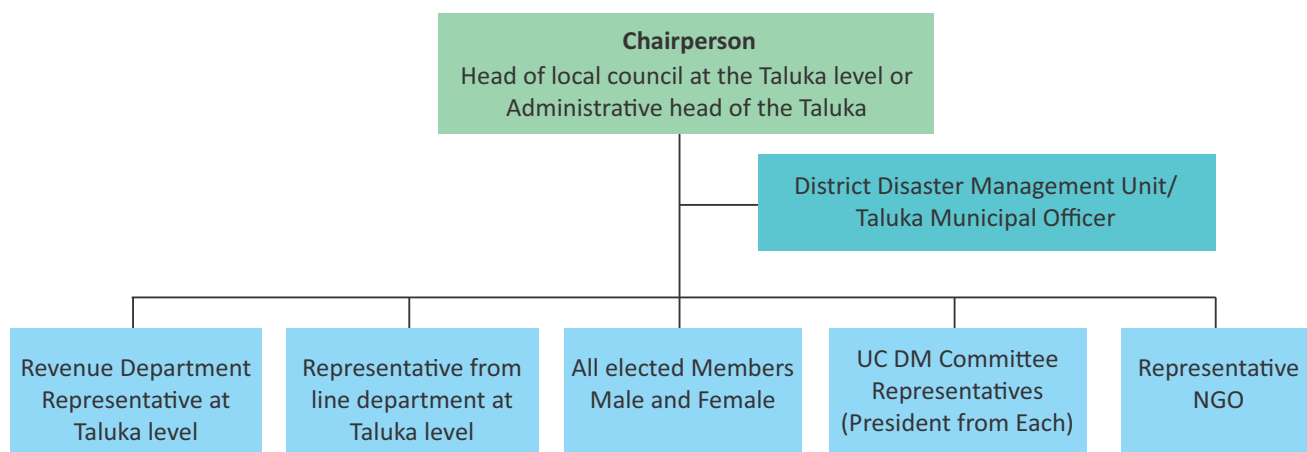 Chairperson
Head of local council at the Taluka level or
Administrative head of the Taluka
District Disaster Management Unit/
Taluka Municipal Officer
Revenue Department
Representative at
Taluka level
Representative from
line department at
Taluka level
All elected Members
Male and Female
UC DM Committee
Representatives
(President from Each)
Representative
NGO